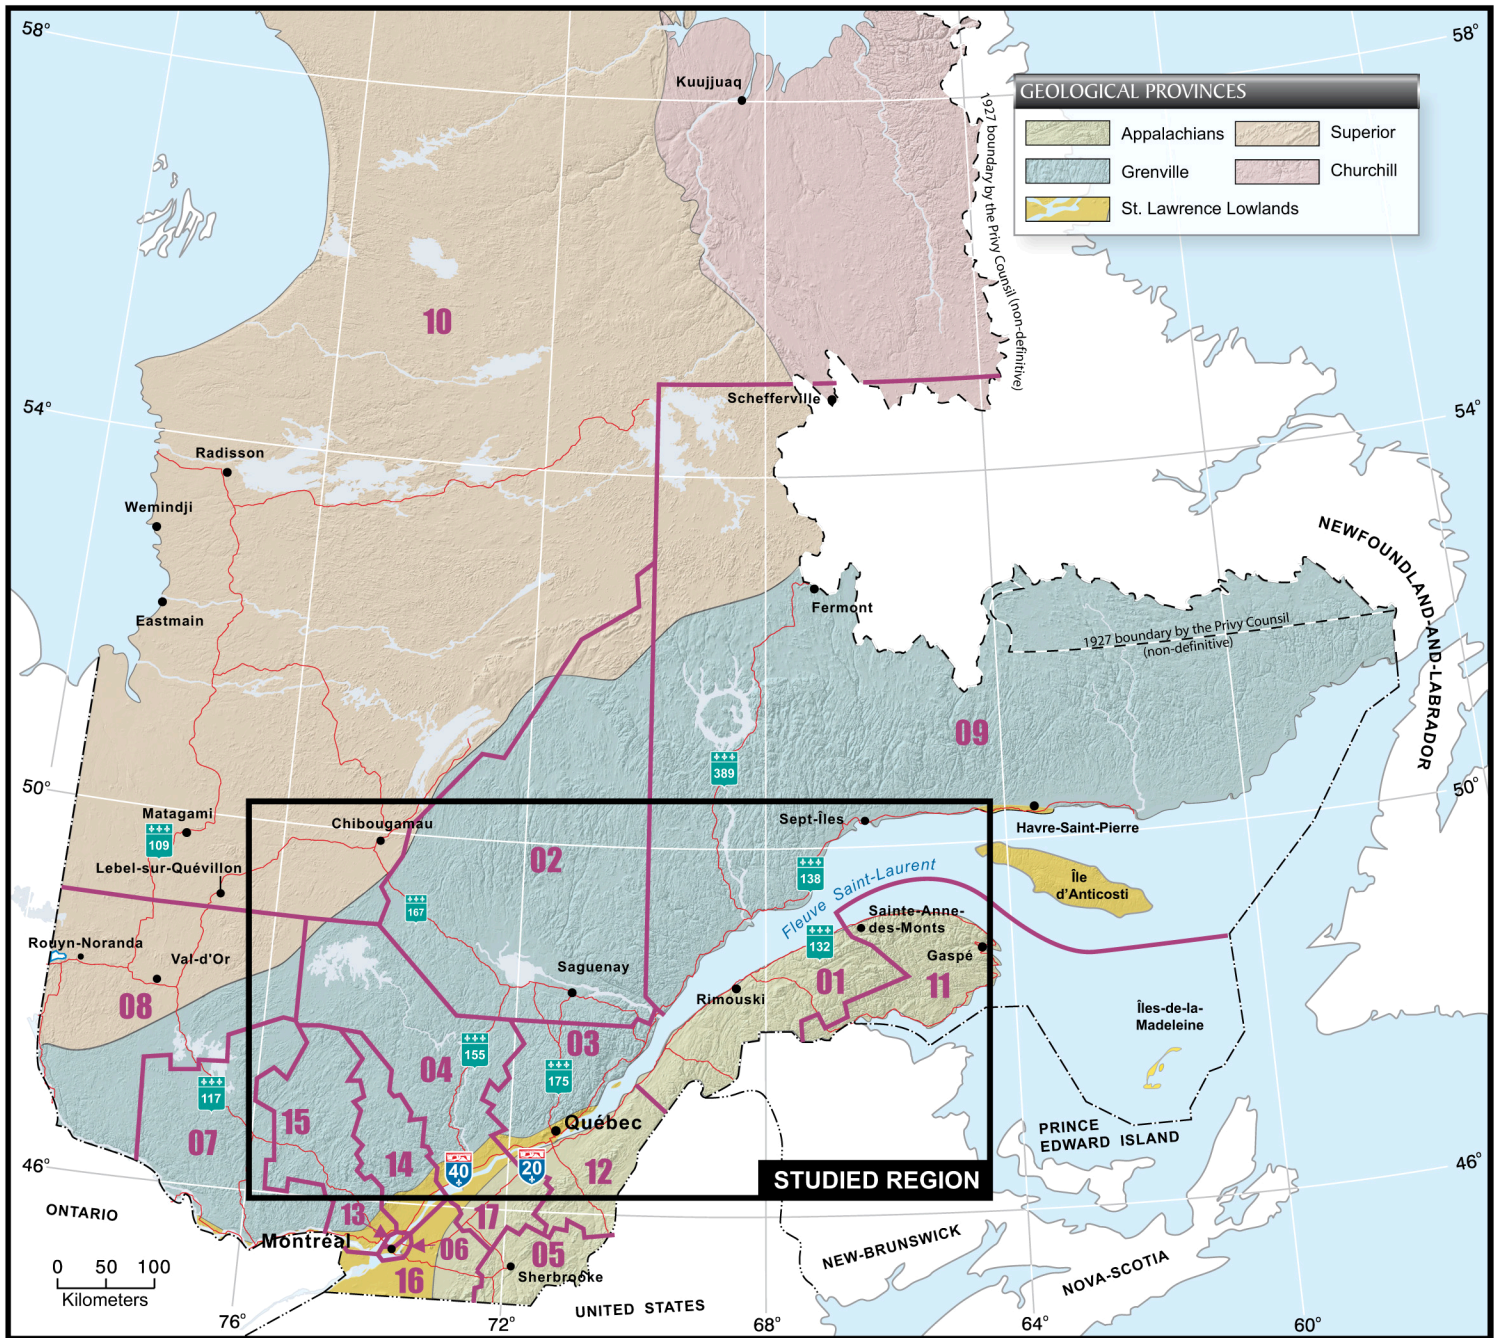 58°
58°
Kuujjuaq
GEOLOGICAL PROVINCES
Appalachians
Superior
Grenville
Churchill
St. Lawrence Lowlands
1927 boundary by the Privy Counsil (non-definitive)
10
54°
54°
Schefferville
Radisson
Wemindji
NEWFOUNDLAND-AND-LABRADOR
Eastmain
Fermont
1927 boundary by the Privy Counsil
(non-definitive)
09
389
50°
50°
Matagami
109
Chibougamau
Sept-Îles
Havre-Saint-Pierre
Lebel-sur-Quévillon
02
138
Fleuve Saint-Laurent
Île
d'Anticosti
167
Sainte-Anne-
des-Monts
132
Rouyn-Noranda
Val-d'Or
Saguenay
Gaspé
Rimouski
01
11
08
Îles-de-la-
Madeleine
03
155
04
175
117
15
07
Québec
PRINCE
EDWARD ISLAND
46°
46°
14
40
20
12
STUDIED REGION
ONTARIO
13
17
Montréal
06
05
NEW-BRUNSWICK
NOVA-SCOTIA
16
Sherbrooke
0 50 100
Kilometers
UNITED STATES
76°
72°
68°
64°
60°